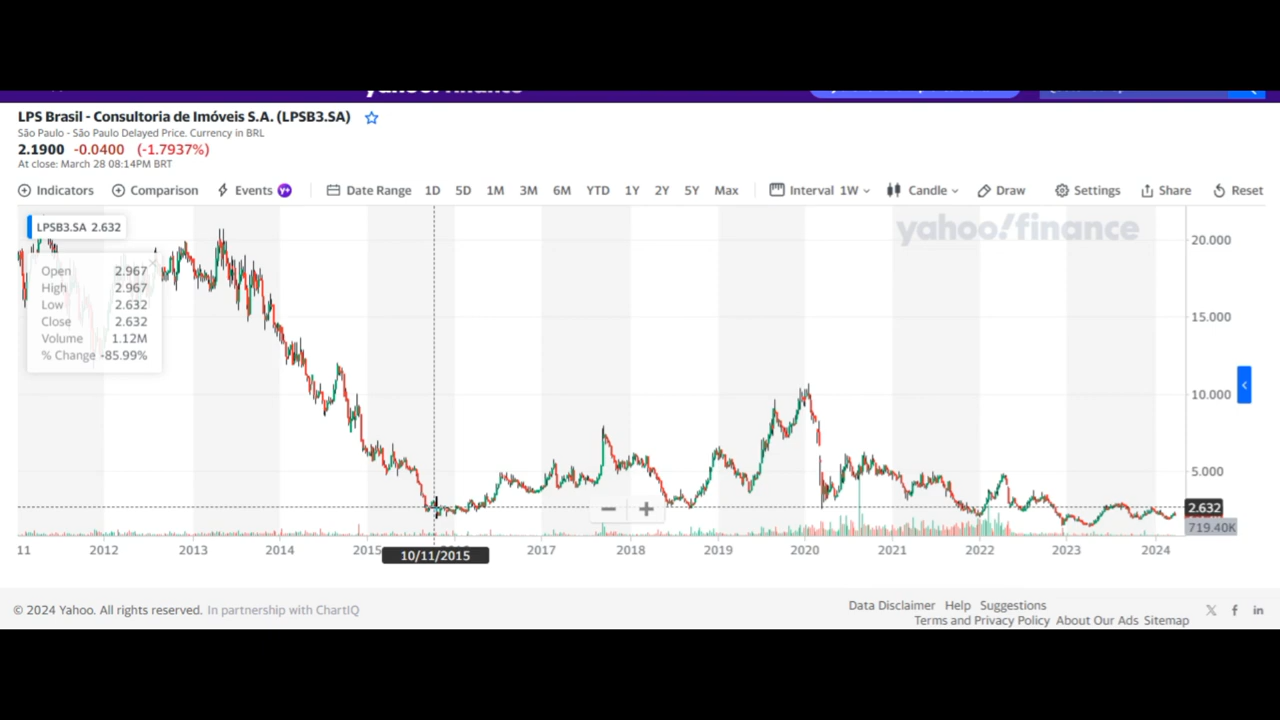 yahoo! finance
LPS Brasil - Consultoria de Imóveis S.A. (LPSB3.SA)
São Paulo - São Paulo Delayed Price. Currency in BRL
2.1900 -0.0400 (-1.7937%)
At close: March 28 08:14PM BRT
Indicators Comparison Events Y+ Date Range 1D 5D 1M 3M 6M YTD 1Y 2Y 5Y Max Interval 1W Candle Draw Settings Share Reset
LPSB3.SA 2.632
yahoo!finance
20.000
Open 2.967
High 2.967
Low 2.632
Close 2.632
Volume 1.12M
% Change -85.99%
15.000
10.000
5.000
2.632
719.40K
11 2012 2013 2014 2015 2017 2018 2019 2020 2021 2022 2023 2024
10/11/2015
© 2024 Yahoo. All rights reserved. In partnership with ChartIQ
Data Disclaimer Help Suggestions
Terms and Privacy Policy About Our Ads Sitemap